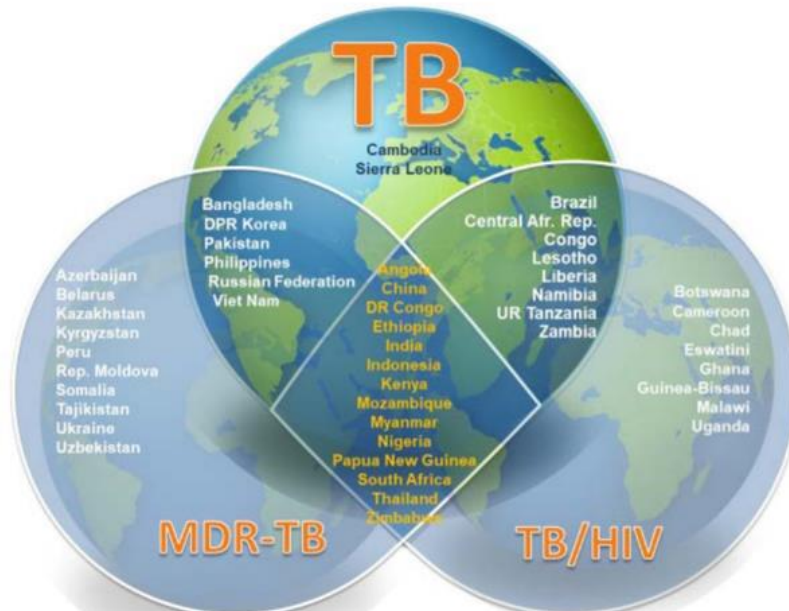 TB
Cambodia
Sierra Leone
Bangladesh
DPR Korea
Pakistan
Philippines
Russian Federation
Viet Nam
Brazil
Central Afr. Rep.
Congo
Lesotho
Liberia
Namibia
UR Tanzania
Zambia
Angola
China
DR Congo
Ethiopia
India
Indonesia
Kenya
Mozambique
Myanmar
Nigeria
Papua New Guinea
South Africa
Thailand
Zimbabwe
Azerbaijan
Belarus
Kazakhstan
Kyrgyzstan
Peru
Rep. Moldova
Somalia
Tajikistan
Ukraine
Uzbekistan
Botswana
Cameroon
Chad
Eswatini
Ghana
Guinea-Bissau
Malawi
Uganda
MDR-TB
TB/HIV